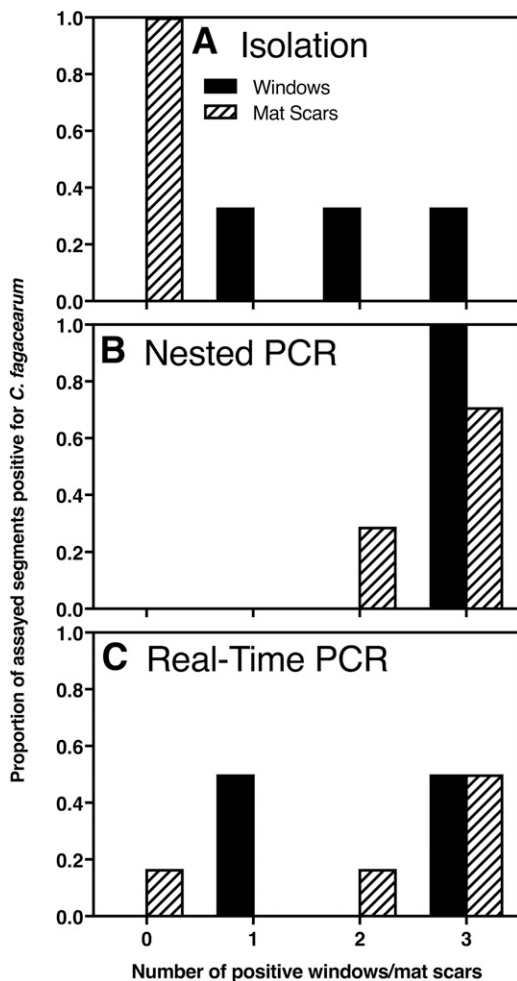 Proportion of assayed segments positive for C. fagacearum
1.0
0.8
0.6
0.4
0.2
0.0
A Isolation
Windows
Mat Scars
1.0
0.8
0.6
0.4
0.2
0.0
B Nested PCR
1.0
0.8
0.6
0.4
0.2
0.0
C Real-Time PCR
0 1 2 3
Number of positive windows/mat scars